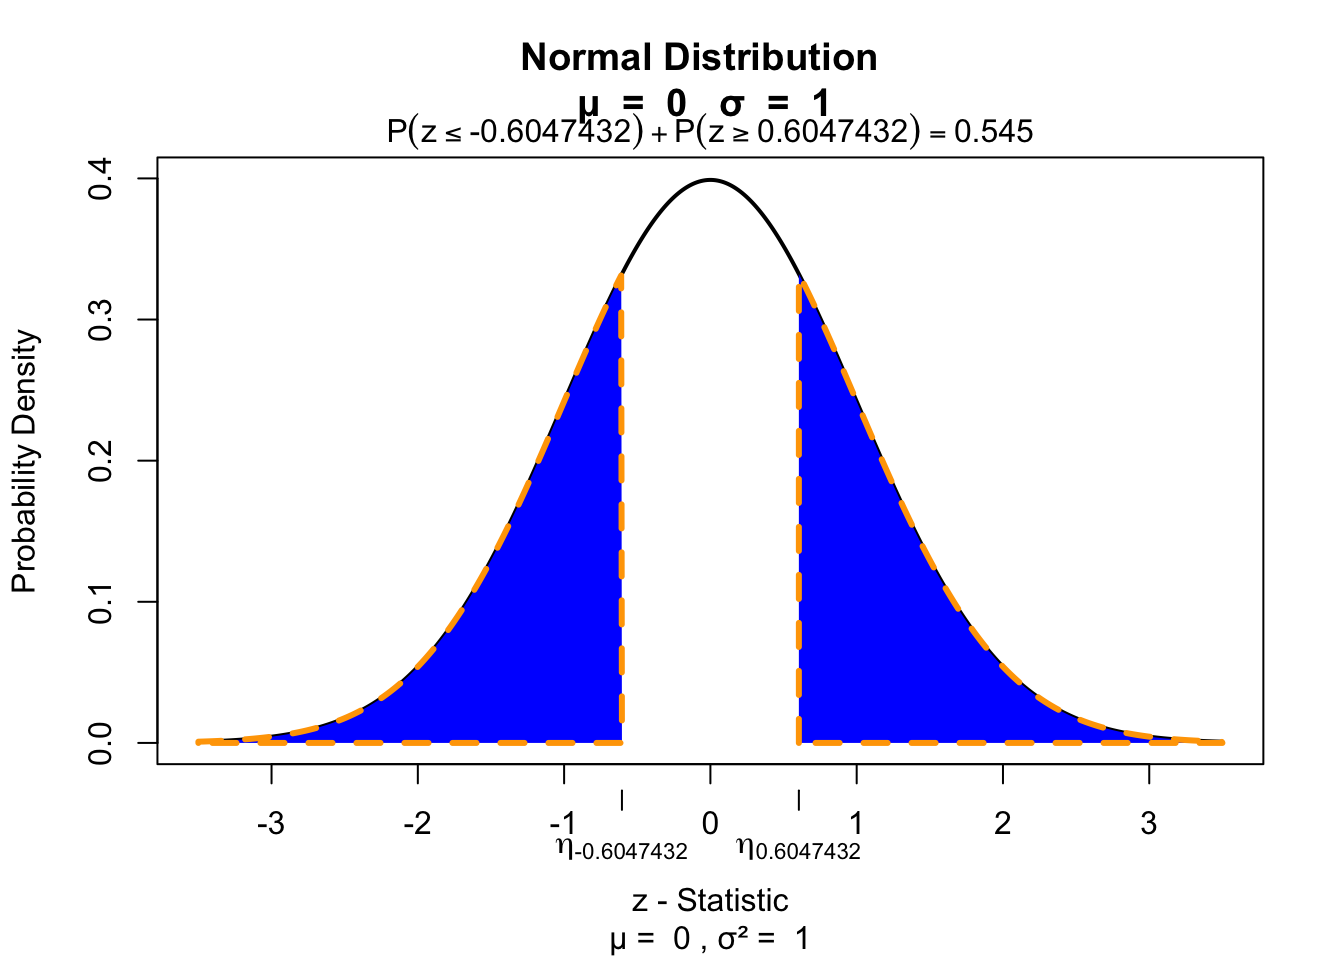 Normal Distribution
μ = 0 σ = 1
P(z ≤ -0.6047432) + P(z ≥ 0.6047432) = 0.545
Probability Density
0.4
0.3
0.2
0.1
0.0
-3 -2 -1 0 1 2 3
η-0.6047432 η0.6047432
z - Statistic
μ = 0 , σ² = 1